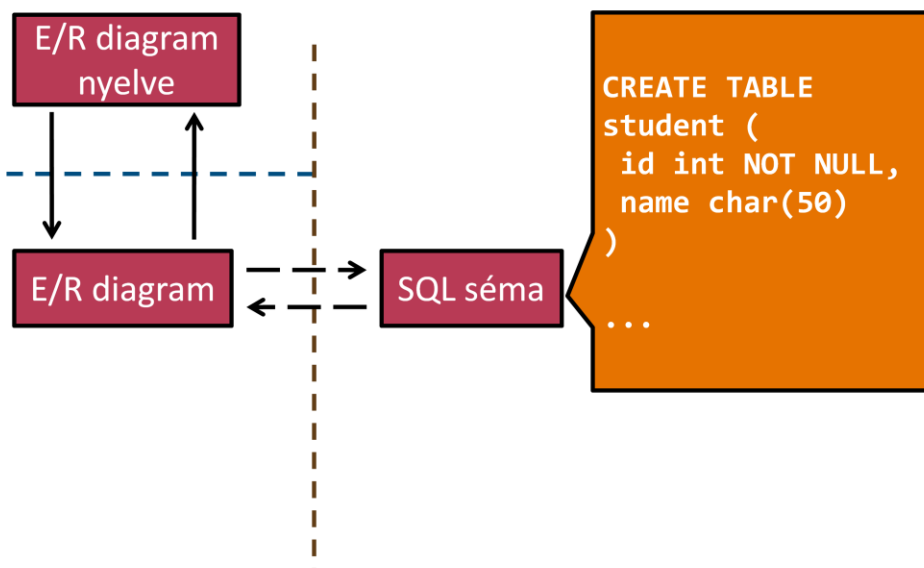 E/R diagram
nyelve
E/R diagram
SQL séma
CREATE TABLE
student (
 id int NOT NULL,
 name char(50)
)
...